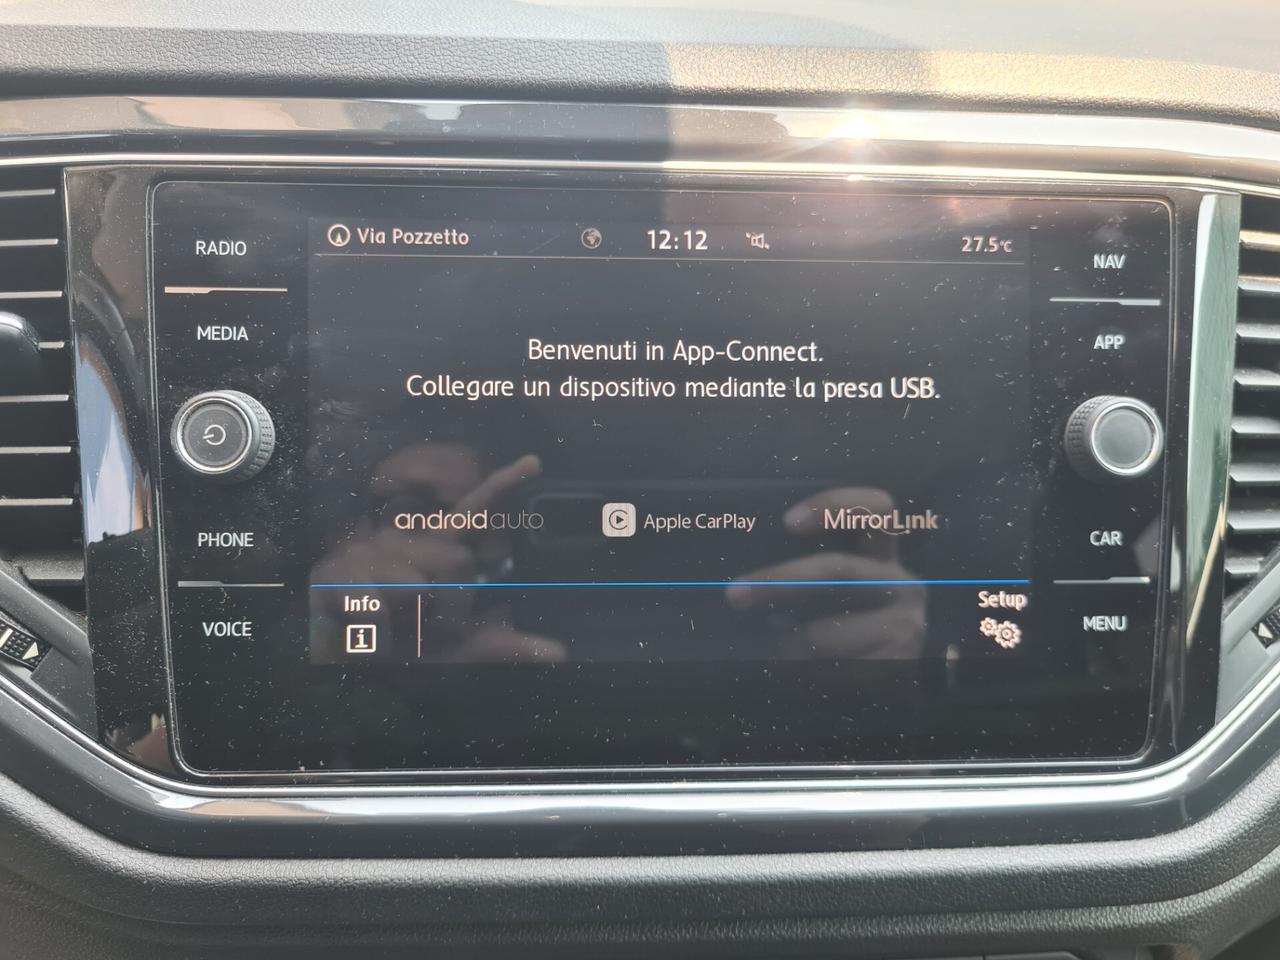 RADIO
MEDIA
PHONE
VOICE
Via Pozzetto 12:12 27.5°C
Benvenuti in App-Connect.
Collegare un dispositivo mediante la presa USB.
androidauto Apple CarPlay MirrorLink
Info Setup
NAV
APP
CAR
MENU